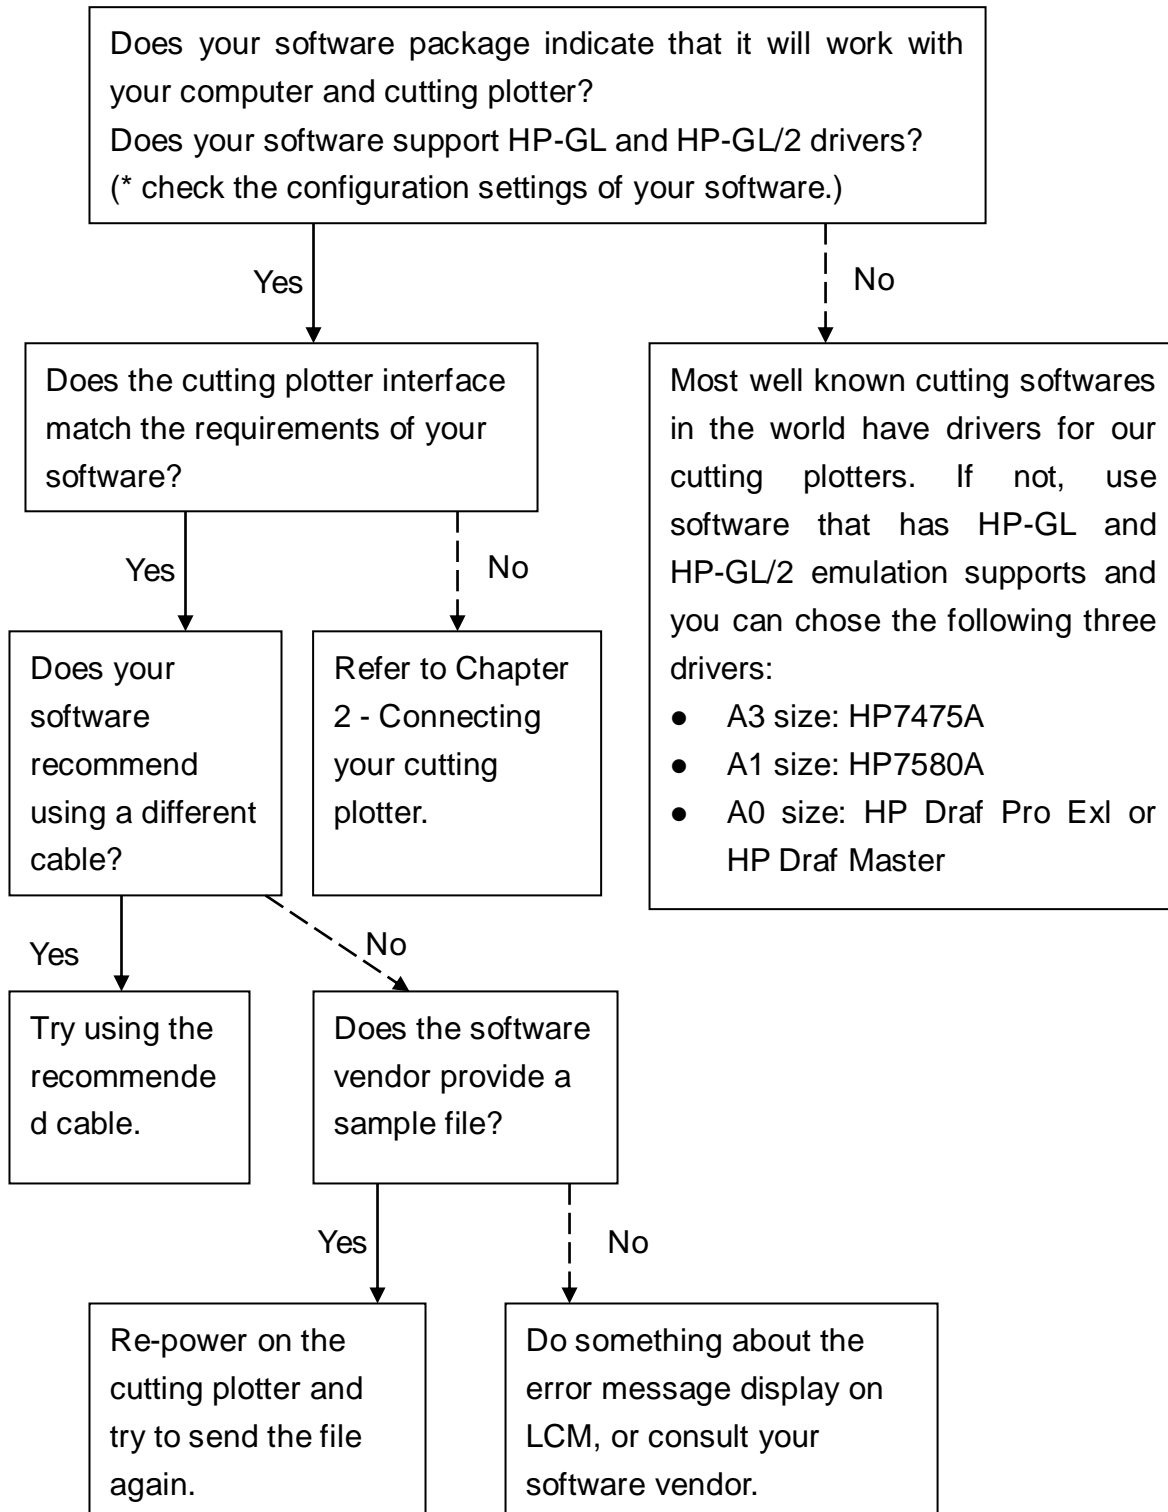 Does your software package indicate that it will work with
your computer and cutting plotter?
Does your software support HP-GL and HP-GL/2 drivers?
(* check the configuration settings of your software.)
Yes
No
Does the cutting plotter interface
match the requirements of your
software?
Most well known cutting softwares
in the world have drivers for our
cutting plotters. If not, use
software that has HP-GL and
HP-GL/2 emulation supports and
you can chose the following three
drivers:
● A3 size: HP7475A
● A1 size: HP7580A
● A0 size: HP Draf Pro Exl or
HP Draf Master
Yes
No
Does your
software
recommend
using a different
cable?
Refer to Chapter
2 - Connecting
your cutting
plotter.
Yes
No
Try using the
recommende
d cable.
Does the software
vendor provide a
sample file?
Yes
No
Re-power on the
cutting plotter and
try to send the file
again.
Do something about the
error message display on
LCM, or consult your
software vendor.